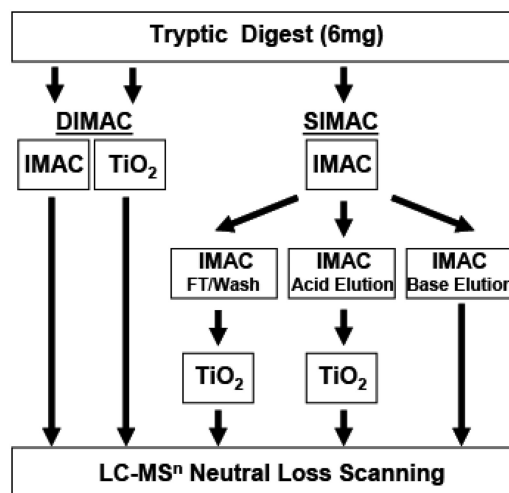 Tryptic Digest (6mg)
DIMAC
SIMAC
IMAC
TiO₂
IMAC
IMAC
FT/Wash
IMAC
Acid Elution
IMAC
Base Elution
TiO₂
TiO₂
LC-MSⁿ Neutral Loss Scanning